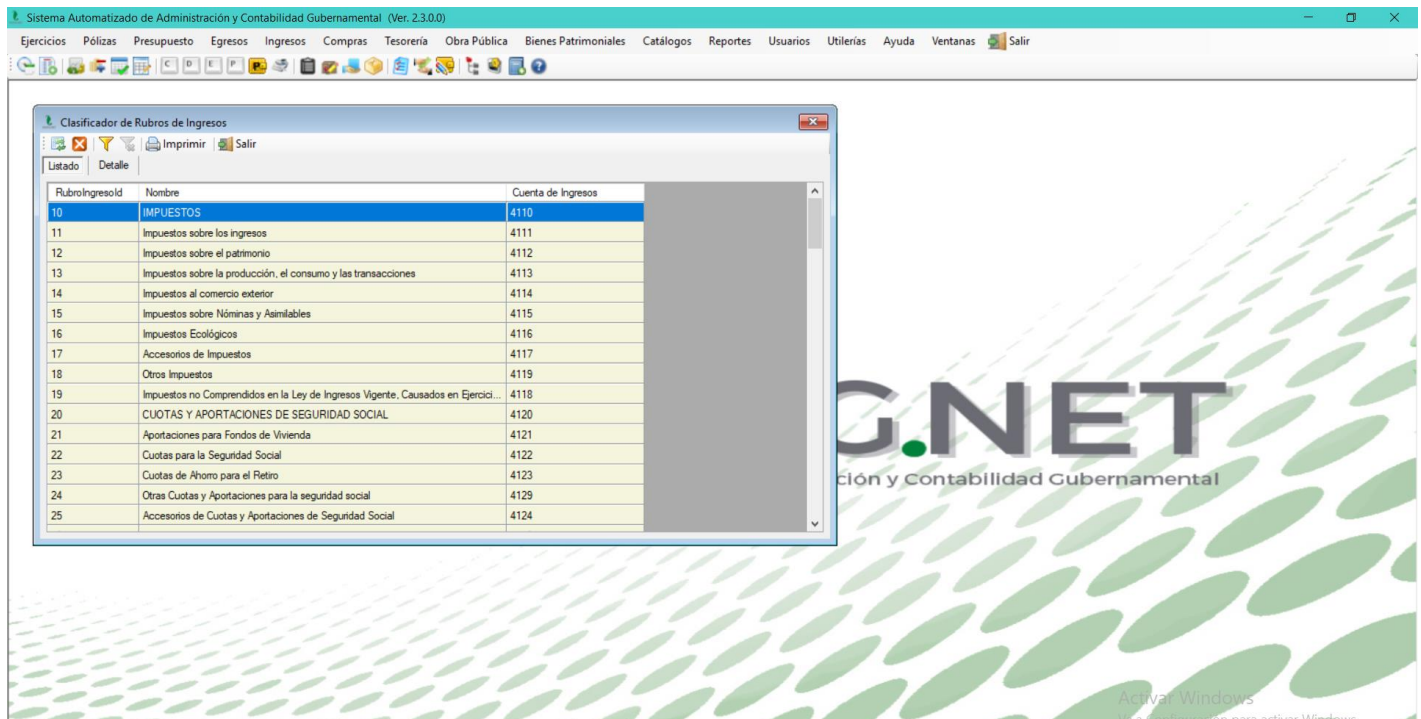 Sistema Automatizado de Administración y Contabilidad Gubernamental (Ver. 2.3.0.0)
Ejercicios Pólizas Presupuesto Egresos Ingresos Compras Tesorería Obra Pública Bienes Patrimoniales Catálogos Reportes Usuarios Utilerías Ayuda Ventanas Salir
C D E P P
Clasificador de Rubros de Ingresos
Imprimir Salir
Listado Detalle
RubroIngresoId Nombre Cuenta de Ingresos
10 IMPUESTOS 4110
11 Impuestos sobre los ingresos 4111
12 Impuestos sobre el patrimonio 4112
13 Impuestos sobre la producción, el consumo y las transacciones 4113
14 Impuestos al comercio exterior 4114
15 Impuestos sobre Nóminas y Asimilables 4115
16 Impuestos Ecológicos 4116
17 Accesorios de Impuestos 4117
18 Otros Impuestos 4119
19 Impuestos no Comprendidos en la Ley de Ingresos Vigente, Causados en Ejercici... 4118
20 CUOTAS Y APORTACIONES DE SEGURIDAD SOCIAL 4120
21 Aportaciones para Fondos de Vivienda 4121
22 Cuotas para la Seguridad Social 4122
23 Cuotas de Ahorro para el Retiro 4123
24 Otras Cuotas y Aportaciones para la seguridad social 4129
25 Accesorios de Cuotas y Aportaciones de Seguridad Social 4124
G.NET
ción y Contabilidad Gubernamental
Activar Windows